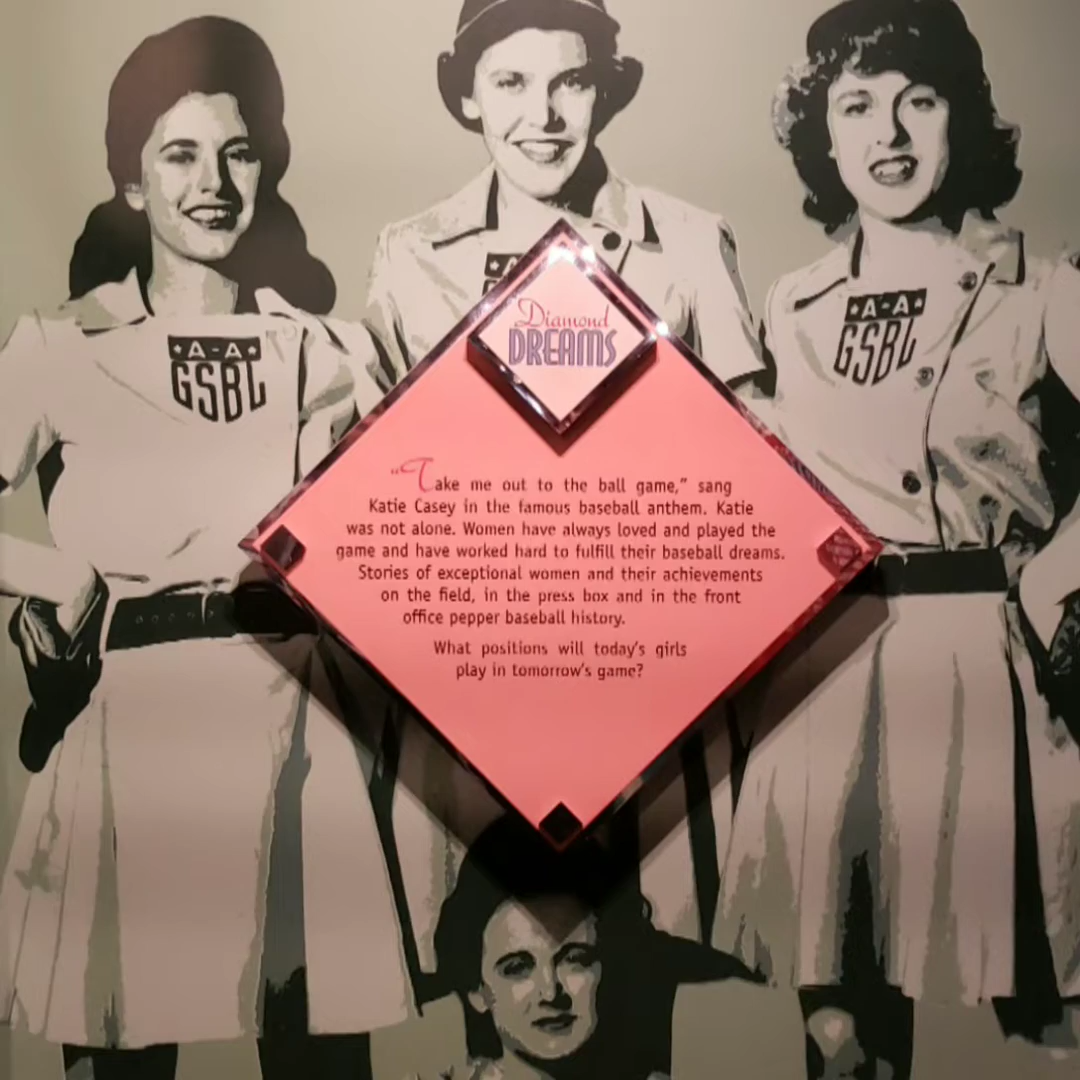 A-A
A-A
GSBL
A-A
GSBL
Diamond
DREAMS
"Take me out to the ball game," sang
Katie Casey in the famous baseball anthem. Katie
was not alone. Women have always loved and played the
game and have worked hard to fulfill their baseball dreams.
Stories of exceptional women and their achievements
on the field, in the press box and in the front
office pepper baseball history.
What positions will today's girls
play in tomorrow's game?